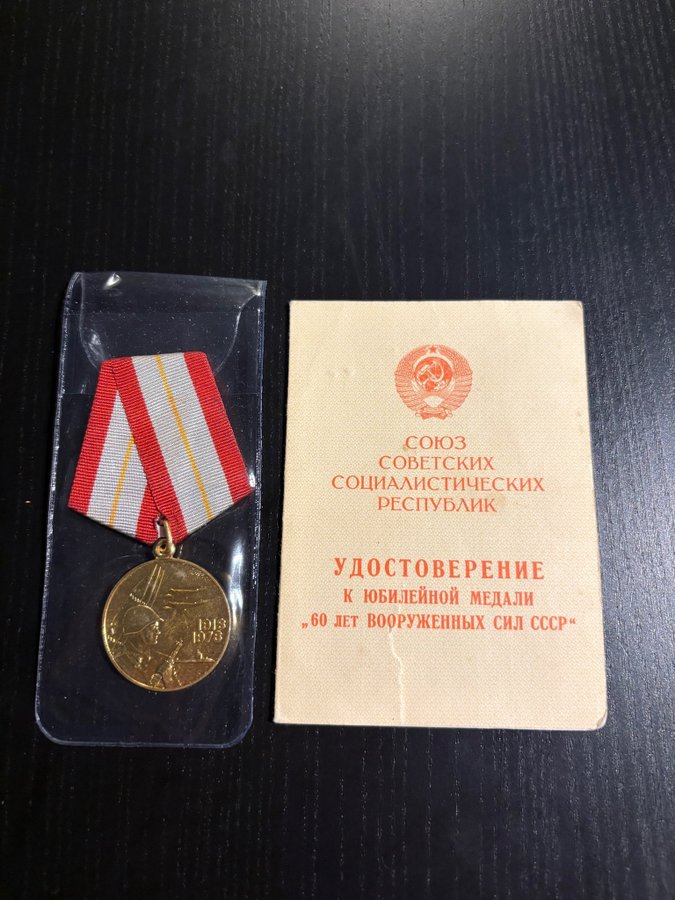 1918
1978
СОЮЗ
СОВЕТСКИХ
СОЦИАЛИСТИЧЕСКИХ
РЕСПУБЛИК
УДОСТОВЕРЕНИЕ
К ЮБИЛЕЙНОЙ МЕДАЛИ
„60 ЛЕТ ВООРУЖЕННЫХ СИЛ СССР“